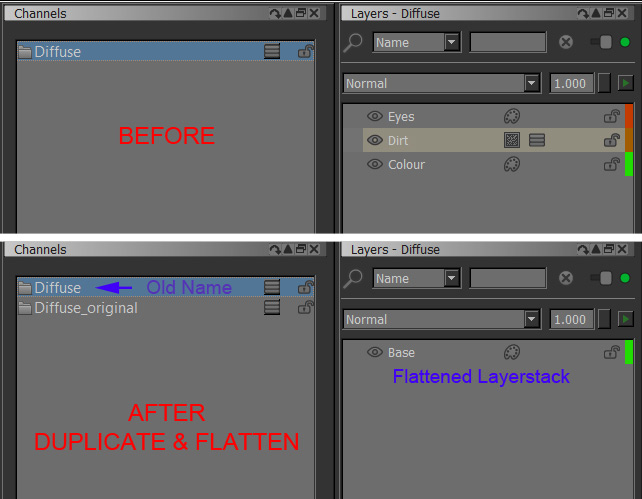 Channels
Diffuse
BEFORE
Layers - Diffuse
Name
Normal
1.000
Eyes
Dirt
Colour
Channels
Diffuse
Old Name
Diffuse_original
AFTER
DUPLICATE & FLATTEN
Layers - Diffuse
Name
Normal
1.000
Base
Flattened Layerstack